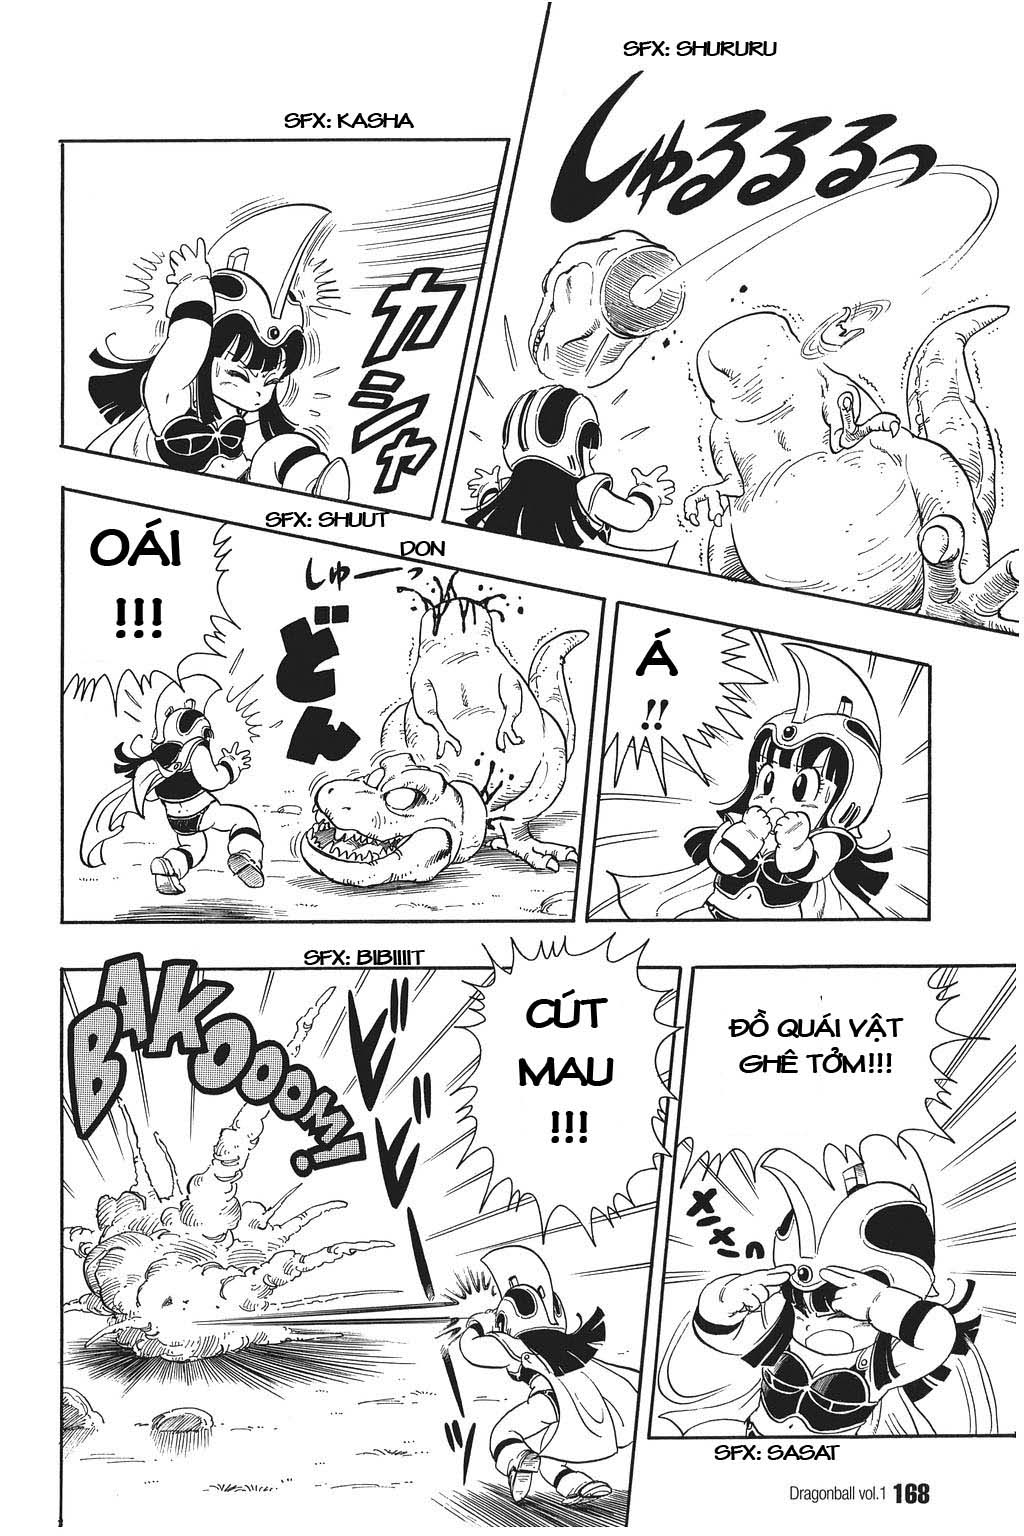 SFX: SHURURU
しゅるるるっ
SFX: KASHA
カシャ
OÁI
!!!
SFX: SHUUT
しゅーっ
DON
どん
Á
!!
SFX: BIBIIIIT
BAKOOOOM!
ビビビーッ
CÚT
MAU
!!!
ĐỒ QUÁI VẬT
GHÊ TỞM!!!
SFX: SASAT
Dragonball vol.1 168